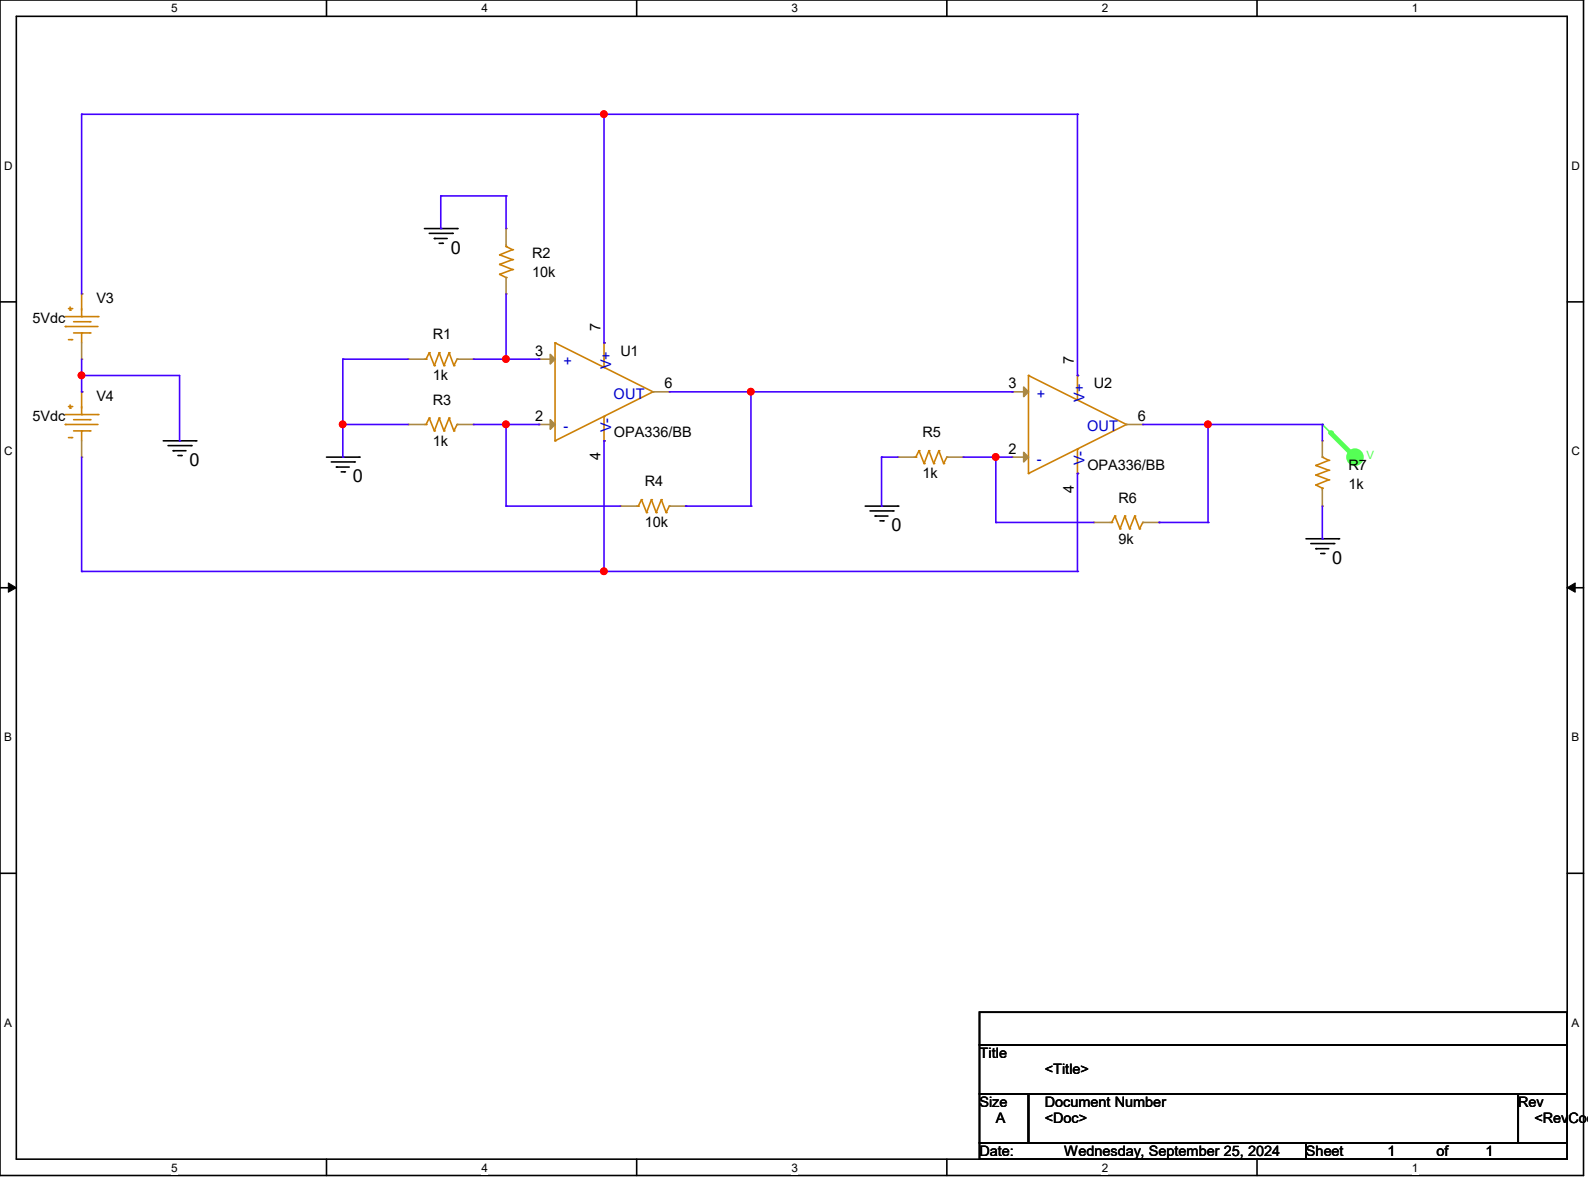 5 4 3 2 1
D D
R2
10k
0
V3
5Vdc
+
-
R1
1k
3
+
7
V+
U1
6
OUT
R3
1k
2
-
V-
4
OPA336/BB
V4
5Vdc
+
-
0
0
R4
10k
3
+
7
V+
U2
6
OUT
R5
1k
2
-
V-
4
OPA336/BB
0
R6
9k
V
R7
1k
0
C C
B B
A A
Title
<Title>
Size
A
Document Number
<Doc>
Rev
<RevCo
Date: Wednesday, September 25, 2024 Sheet 1 of 1
5 4 3 2 1